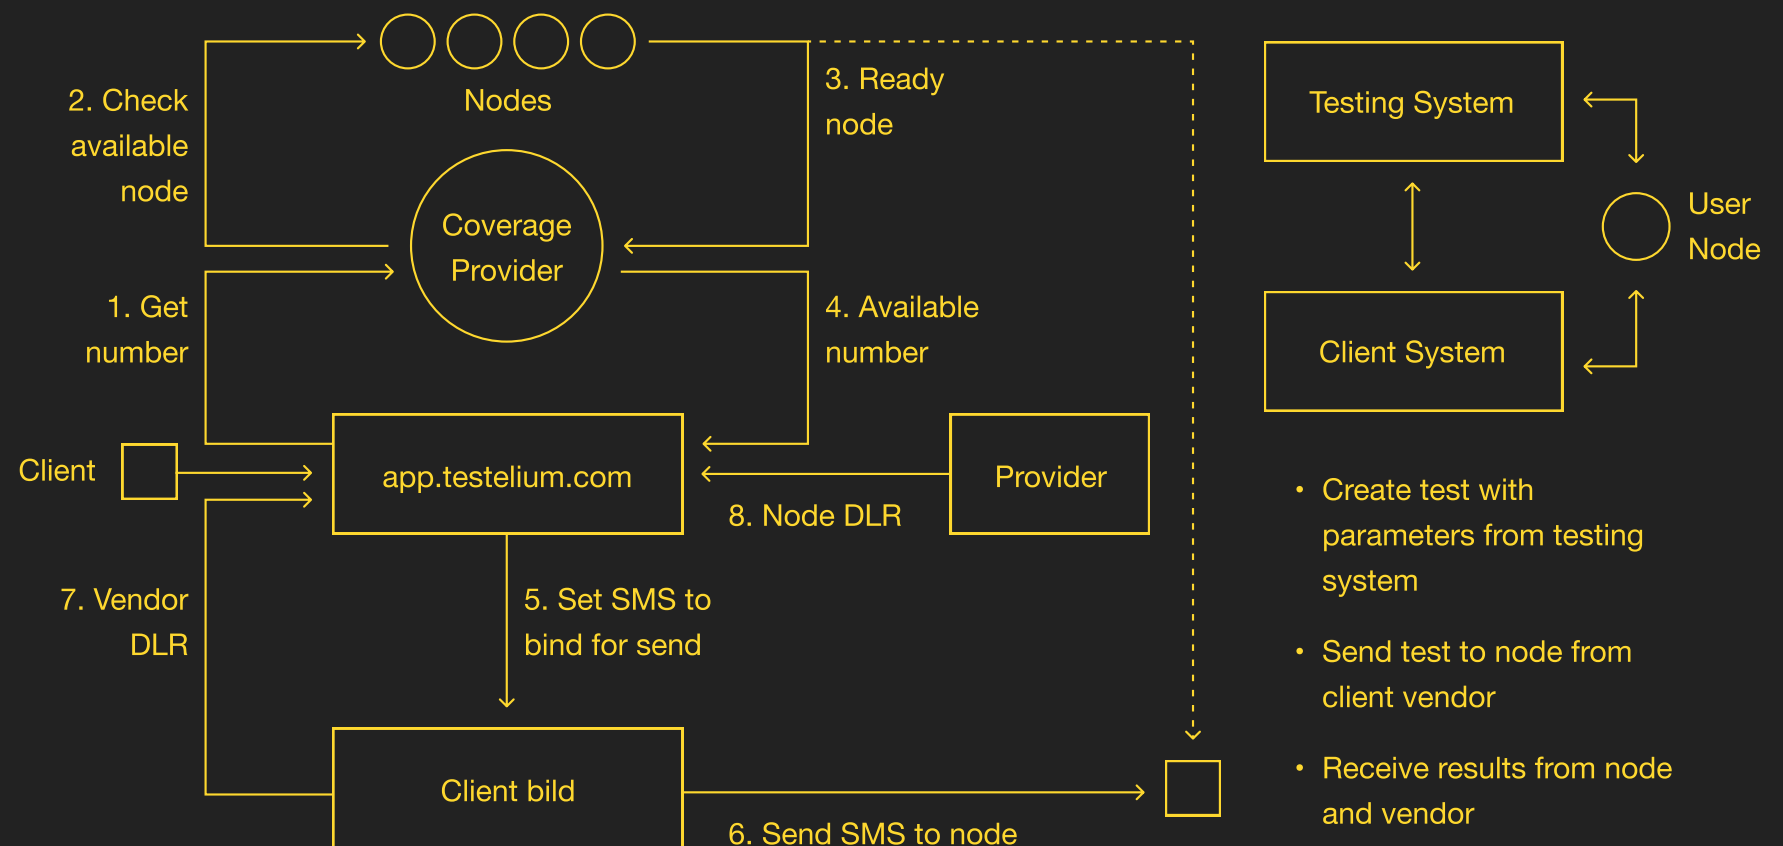 2. Check
available
node
Nodes
3. Ready
node
Coverage
Provider
1. Get
number
4. Available
number
Client
app.testelium.com
Provider
8. Node DLR
7. Vendor
DLR
5. Set SMS to
bind for send
Client bild
6. Send SMS to node
Testing System
User
Node
Client System
• Create test with
parameters from testing
system
• Send test to node from
client vendor
• Receive results from node
and vendor